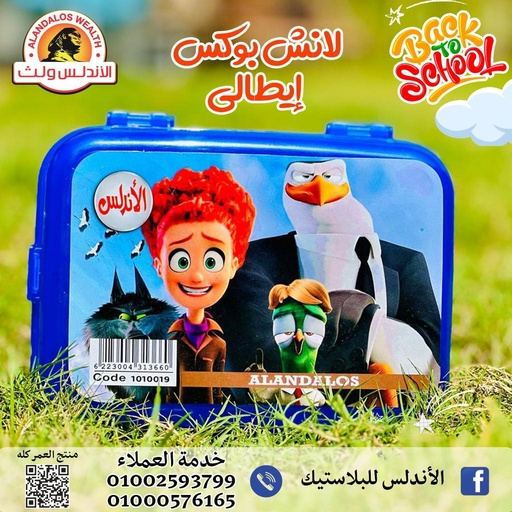 ALANDALOS WEALTH
الأندلس ولث
لانش بوكس
إيطالى
Back
to
School
الأندلس
6223004313660
Code 1010019
ALANDALOS
منتج العمر كله
خدمة العملاء
01002593799
01000576165
الأندلس للبلاستيك
f